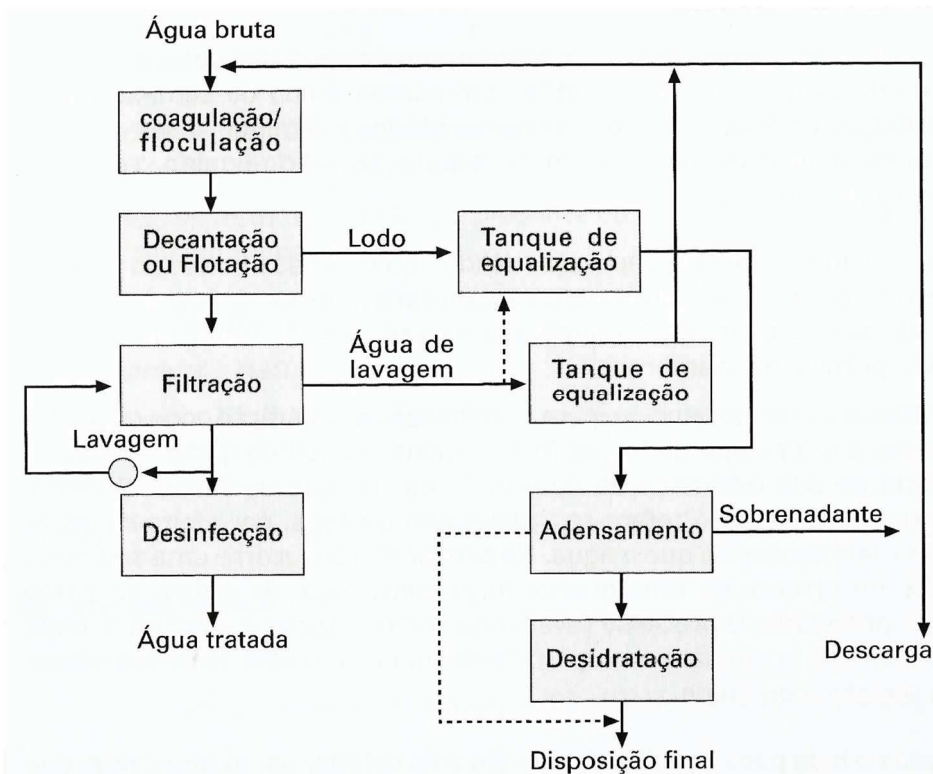 Água bruta
coagulação/
floculação
Decantação
ou Flotação
Lodo
Tanque de
equalização
Filtração
Água de
lavagem
Tanque de
equalização
Lavagem
Desinfecção
Adensamento
Sobrenadante
Água tratada
Desidratação
Descarga
Disposição final